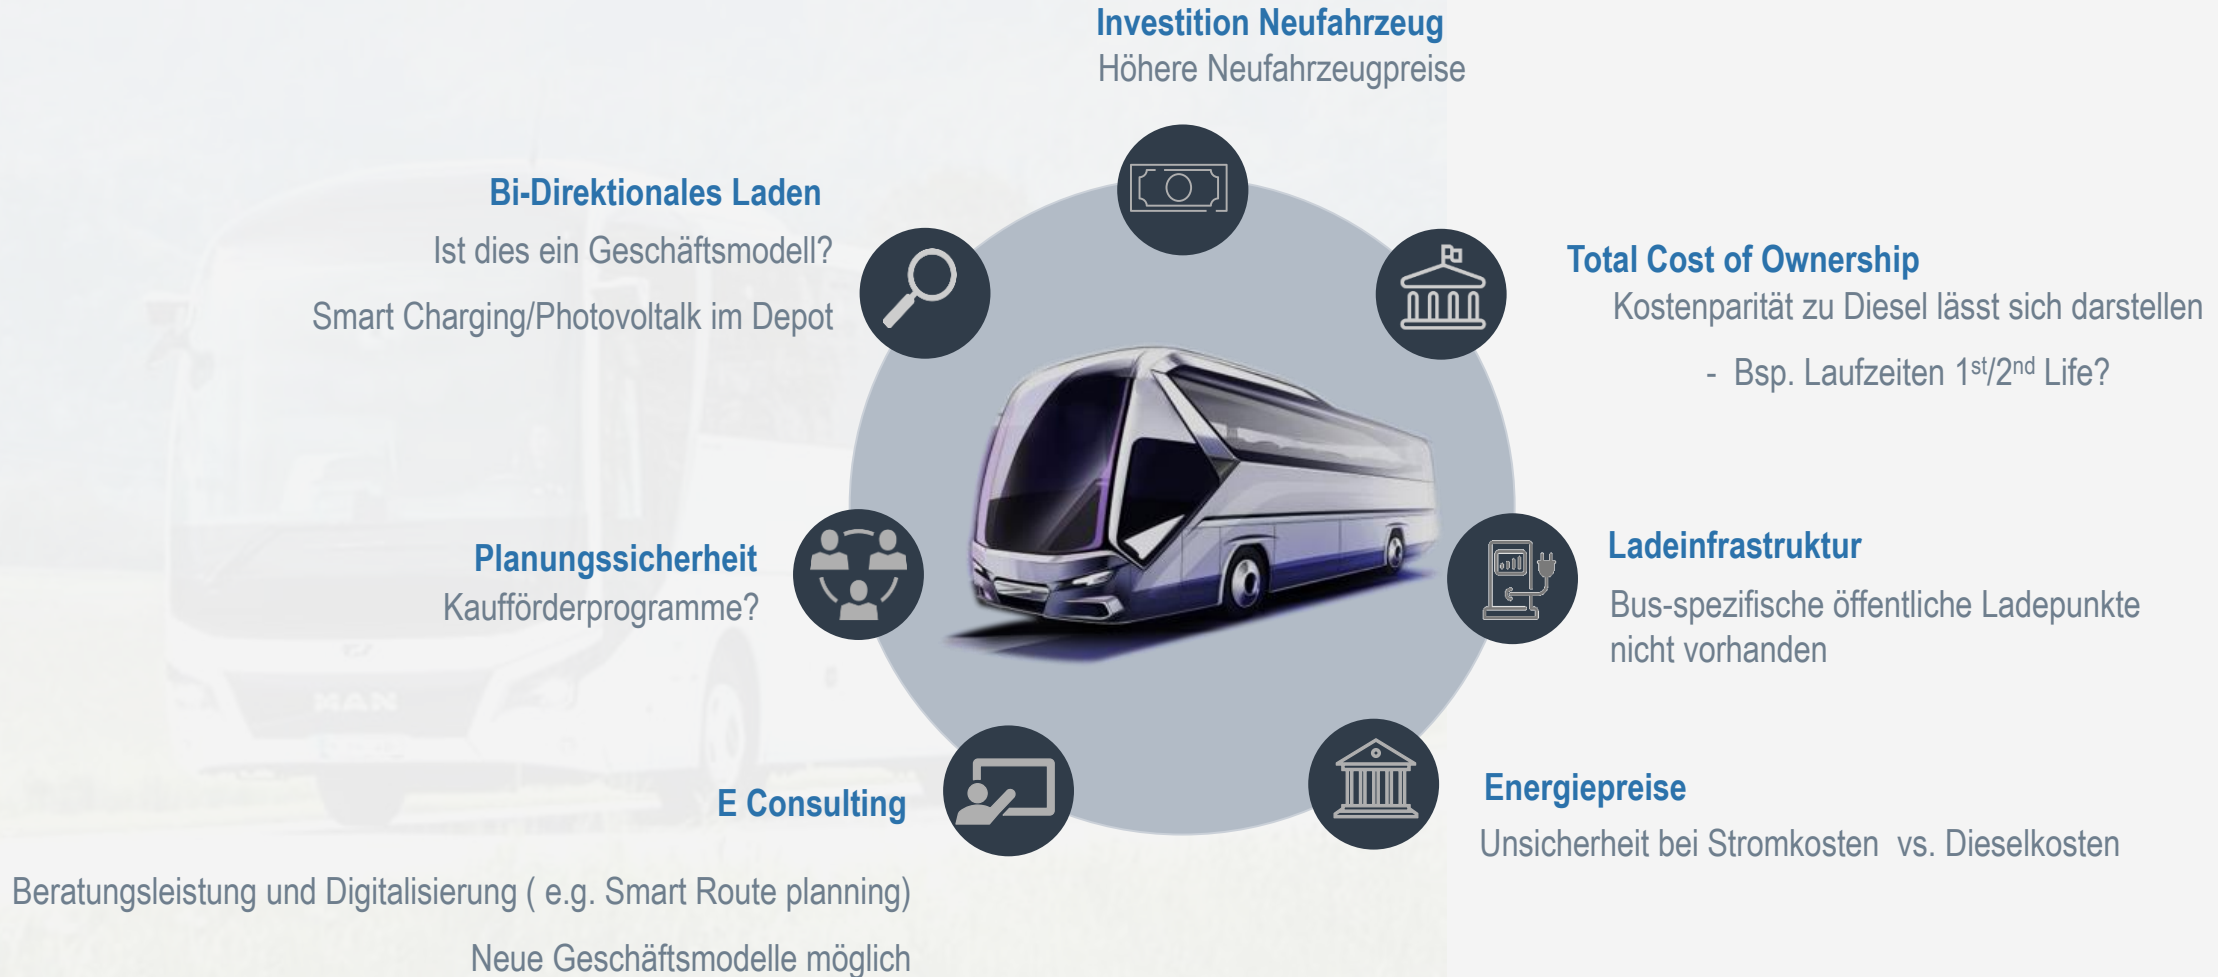 Investition Neufahrzeug
Höhere Neufahrzeugpreise
Total Cost of Ownership
Kostenparität zu Diesel lässt sich darstellen
- Bsp. Laufzeiten 1st/2nd Life?
Ladeinfrastruktur
Bus-spezifische öffentliche Ladepunkte
nicht vorhanden
Energiepreise
Unsicherheit bei Stromkosten vs. Dieselkosten
E Consulting
Beratungsleistung und Digitalisierung ( e.g. Smart Route planning)
Neue Geschäftsmodelle möglich
Planungssicherheit
Kaufförderprogramme?
Bi-Direktionales Laden
Ist dies ein Geschäftsmodell?
Smart Charging/Photovoltalk im Depot
MAN